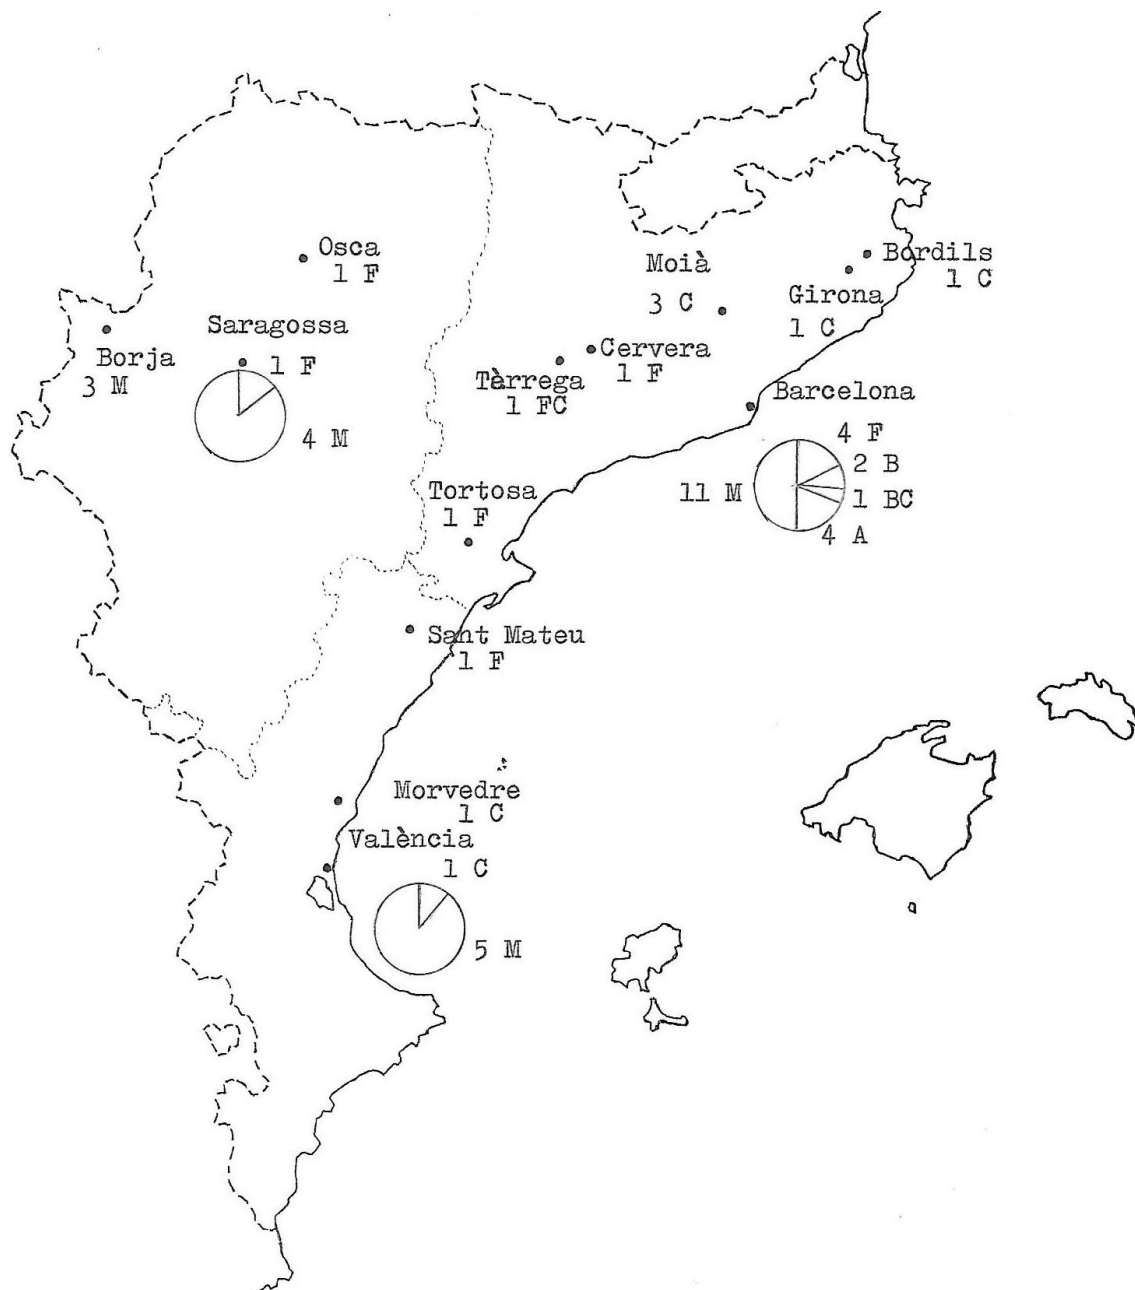 Osca
1 F
Saragossa
1 F
4 M
Borja
3 M
Moià
3 C
Bordils
1 C
Girona
1 C
Cervera
1 F
Tàrrega
1 FC
Barcelona
4 F
2 B
1 BC
4 A
11 M
Tortosa
1 F
Sant Mateu
1 F
Morvedre
1 C
València
1 C
5 M